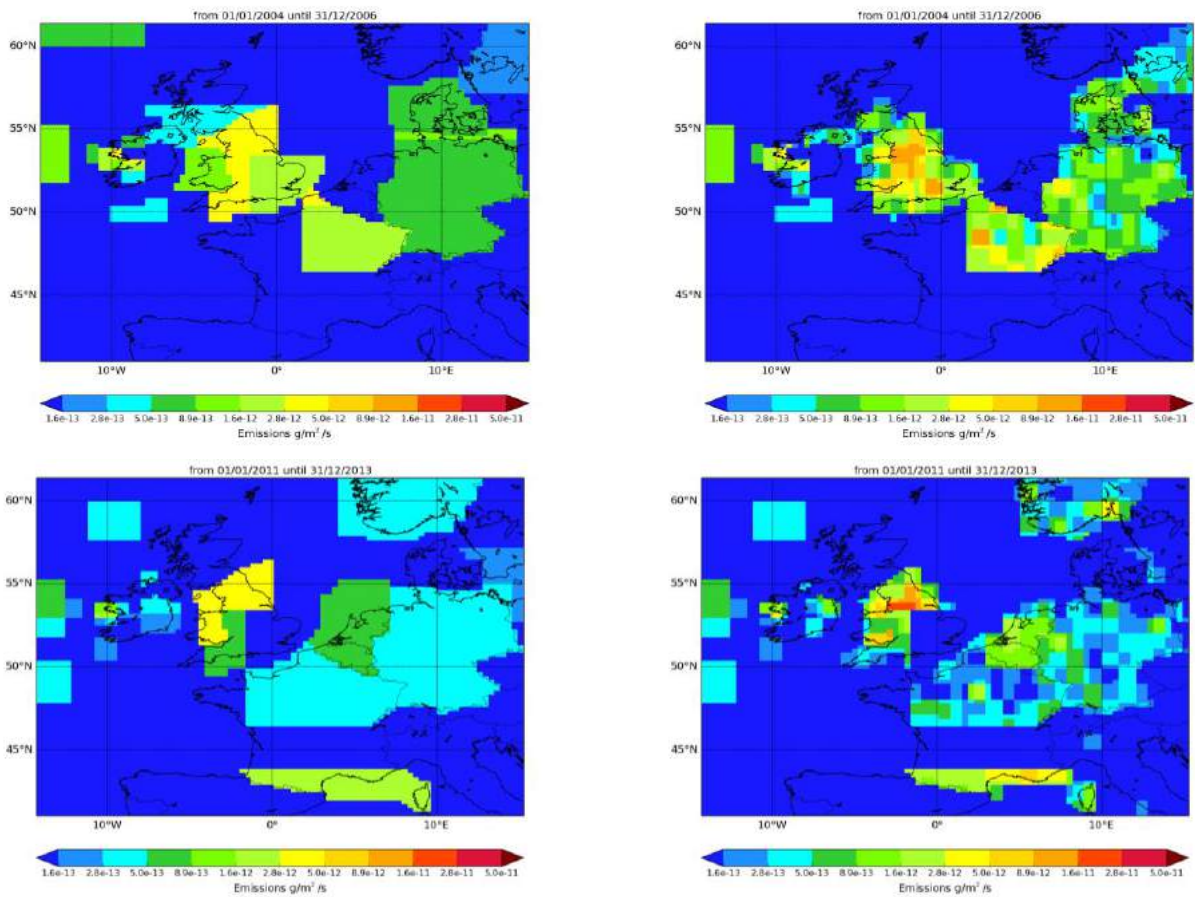 from 01/01/2004 until 31/12/2006
60°N
55°N
50°N
45°N
10°W 0° 10°E
1.6e-13 2.8e-13 5.0e-13 8.9e-13 1.6e-12 2.8e-12 5.0e-12 8.9e-12 1.6e-11 2.8e-11 5.0e-11
Emissions g/m²/s
from 01/01/2004 until 31/12/2006
60°N
55°N
50°N
45°N
10°W 0° 10°E
1.6e-13 2.8e-13 5.0e-13 8.9e-13 1.6e-12 2.8e-12 5.0e-12 8.9e-12 1.6e-11 2.8e-11 5.0e-11
Emissions g/m²/s
from 01/01/2011 until 31/12/2013
60°N
55°N
50°N
45°N
10°W 0° 10°E
1.6e-13 2.8e-13 5.0e-13 8.9e-13 1.6e-12 2.8e-12 5.0e-12 8.9e-12 1.6e-11 2.8e-11 5.0e-11
Emissions g/m²/s
from 01/01/2011 until 31/12/2013
60°N
55°N
50°N
45°N
10°W 0° 10°E
1.6e-13 2.8e-13 5.0e-13 8.9e-13 1.6e-12 2.8e-12 5.0e-12 8.9e-12 1.6e-11 2.8e-11 5.0e-11
Emissions g/m²/s